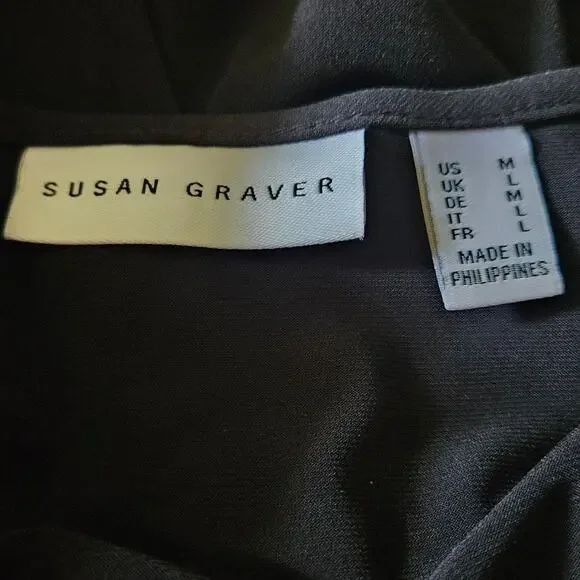 SUSAN GRAVER
US M
UK L
DE M
IT L
FR L
MADE IN
PHILIPPINES